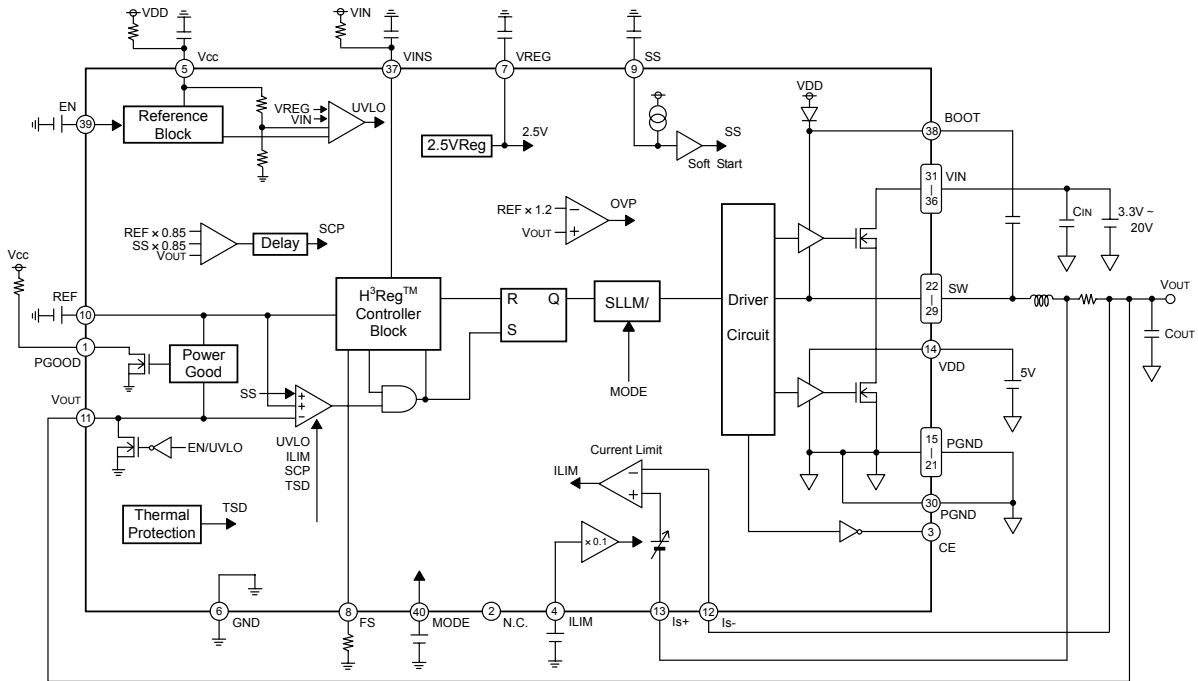 VDD
VIN
Vcc
VINS
VREG
SS
5
37
7
9
EN
39
Reference
Block
VREG
VIN
UVLO
2.5VReg
2.5V
SS
Soft Start
VDD
BOOT
38
31
|
36
VIN
CIN
3.3V ~
20V
REF × 1.2
VOUT
−
+
OVP
REF × 0.85
SS × 0.85
VOUT
Delay
SCP
Vcc
REF
10
H³Reg™
Controller
Block
R
Q
S
SLLM/
MODE
Driver
Circuit
22
|
29
SW
VOUT
COUT
1
PGOOD
Power
Good
14
VDD
5V
SS
+
+
−
VOUT
11
EN/UVLO
UVLO
ILIM
SCP
TSD
Current Limit
ILIM
−
+
15
|
21
PGND
30
PGND
3
CE
Thermal
Protection
TSD
× 0.1
6
GND
8
FS
40
MODE
2
N.C.
4
ILIM
13
Is+
12
Is-